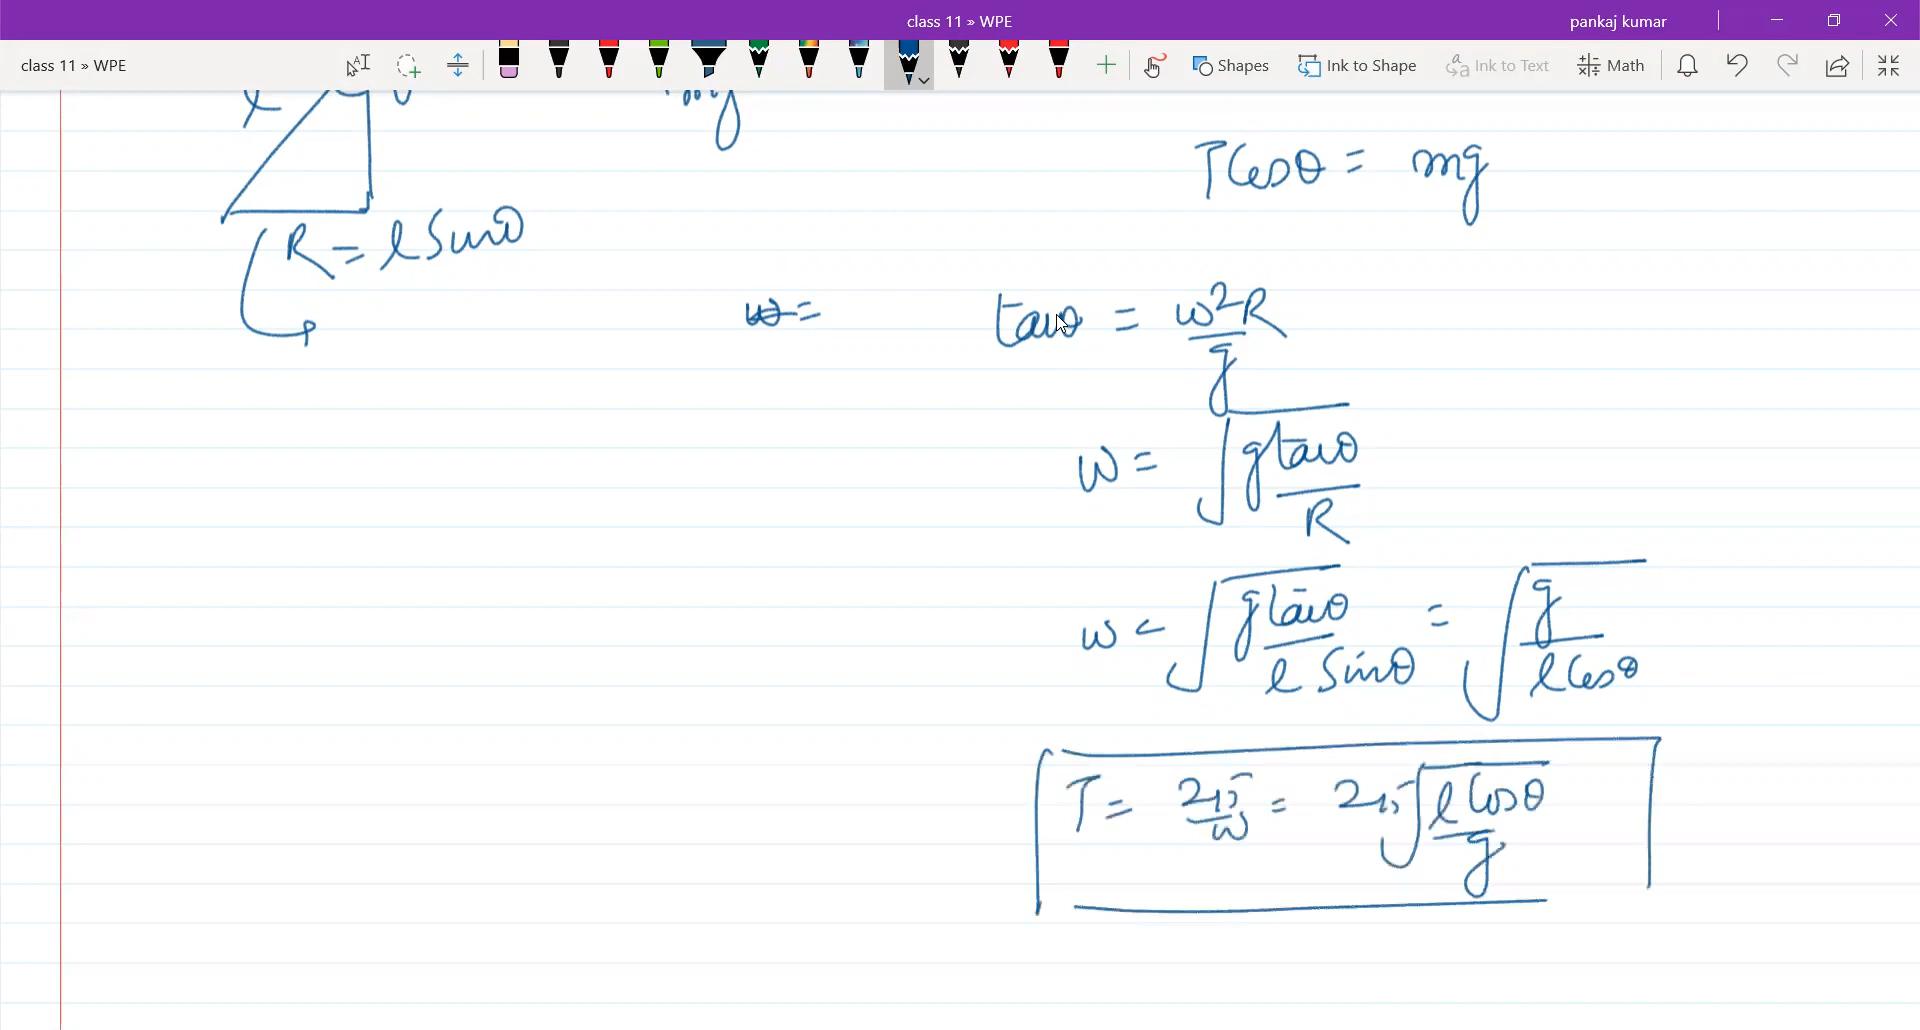 class 11 » WPE
pankaj kumar
class 11 » WPE
Shapes
Ink to Shape
Ink to Text
Math
l θ
mg
T Cosθ = mg
R = l Sinθ
ω =
tanθ = ω²R/g
ω = √(g tanθ/R)
ω = √(g tanθ/l Sinθ) = √(g/l Cosθ)
T = 2π/ω = 2π√(l Cosθ/g)